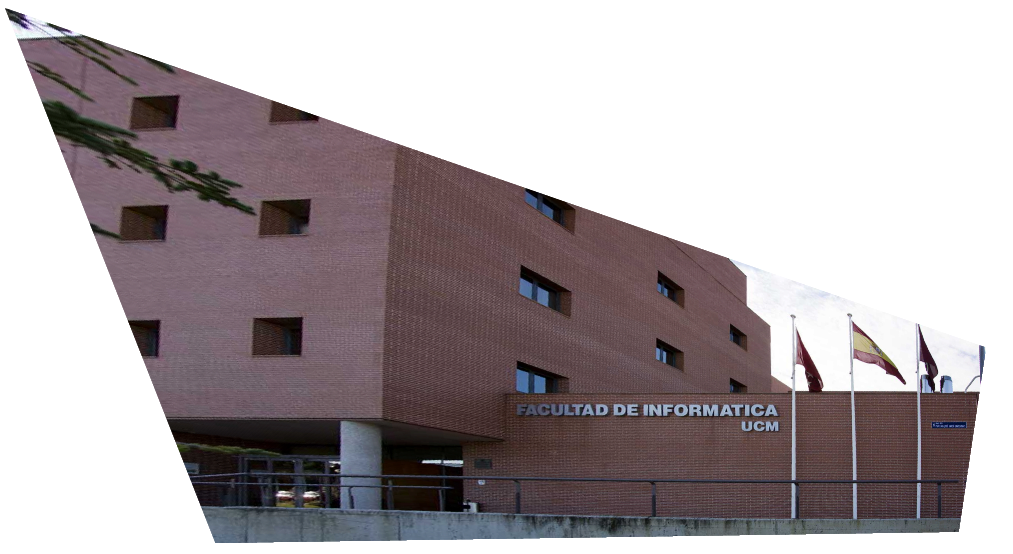 FACULTAD DE INFORMATICA
UCM